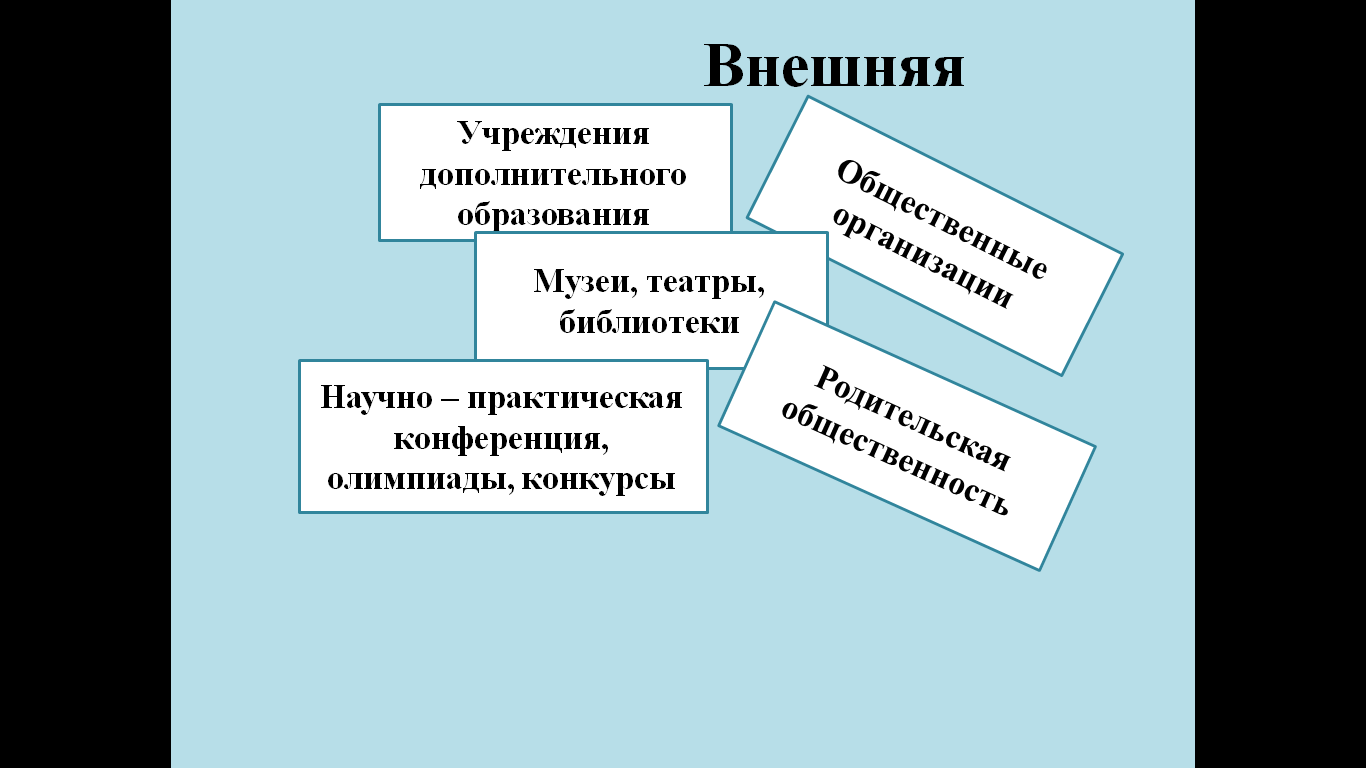 Внешняя
Учреждения
дополнительного
образования
Общественные
организации
Музеи, театры,
библиотеки
Научно – практическая
конференция,
олимпиады, конкурсы
Родительская
общественность